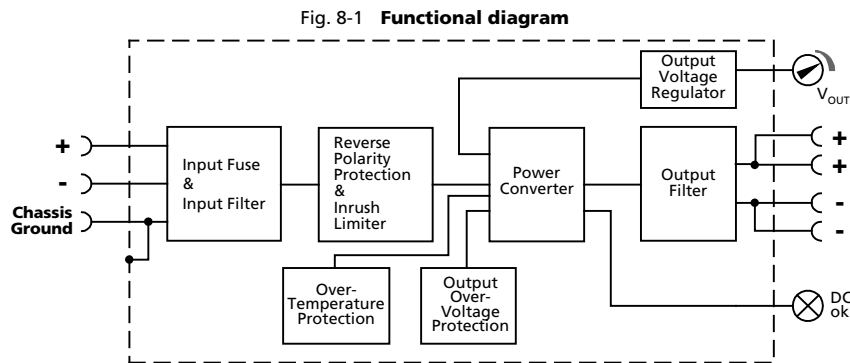 Fig. 8-1 Functional diagram
Output
Voltage
Regulator
V_OUT
+
-
Chassis
Ground
Input Fuse
&
Input Filter
Reverse
Polarity
Protection
&
Inrush
Limiter
Power
Converter
Output
Filter
+
+
-
-
Over-
Temperature
Protection
Output
Over-
Voltage
Protection
DC
ok